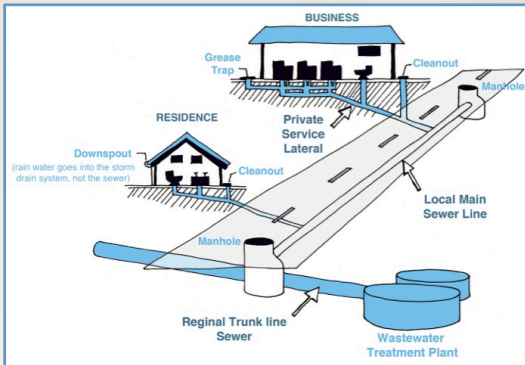 BUSINESS
Grease
Trap
Cleanout
Manhole
Private
Service
Lateral
RESIDENCE
Downspout
(rain water goes into the storm
drain system, not the sewer)
Cleanout
Local Main
Sewer Line
Manhole
Reginal Trunk line
Sewer
Wastewater
Treatment Plant